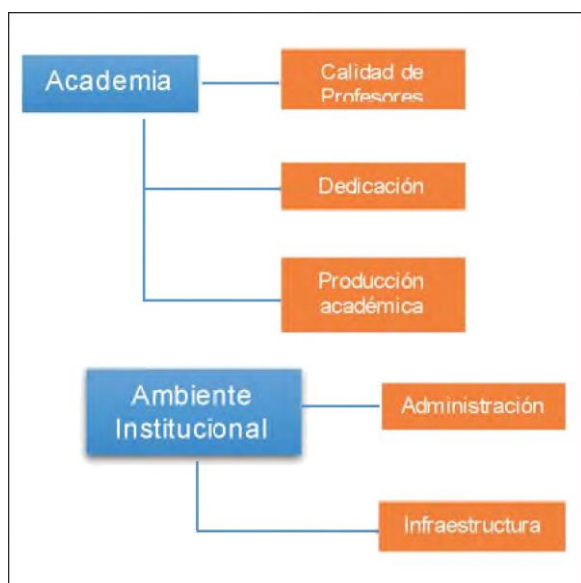 Academia
Calidad de
Profesores
Dedicación
Producción
académica
Ambiente
Institucional
Administración
Infraestructura